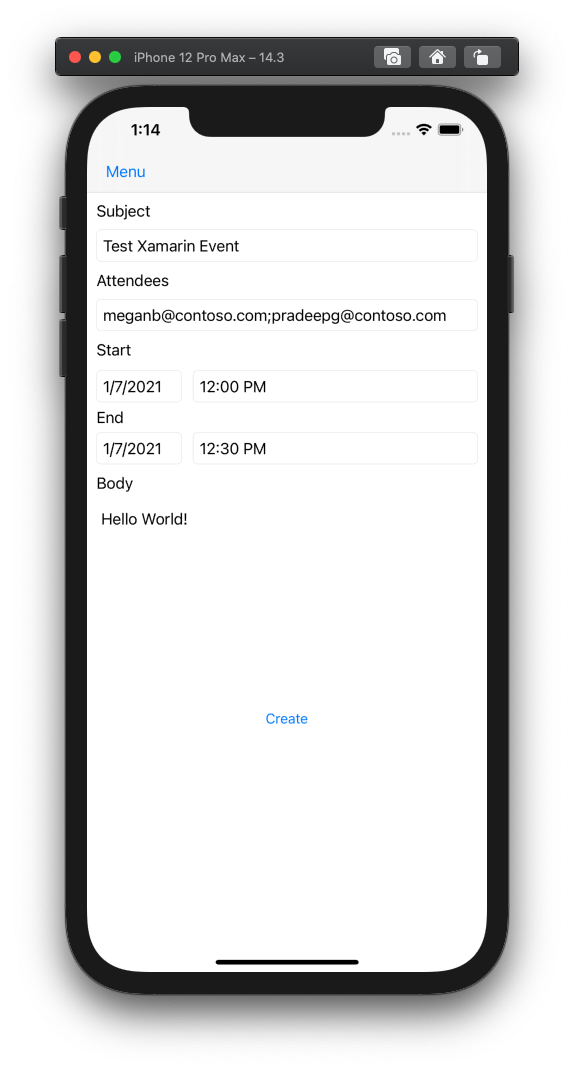 iPhone 12 Pro Max – 14.3
1:14
Menu
Subject
Test Xamarin Event
Attendees
meganb@contoso.com;pradeepg@contoso.com
Start
1/7/2021 12:00 PM
End
1/7/2021 12:30 PM
Body
Hello World!
Create